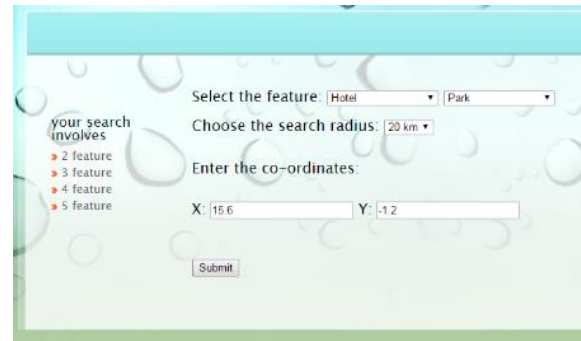 Select the feature: Hotel Park
your search
involves
Choose the search radius: 20 km
» 2 feature
» 3 feature
» 4 feature
» 5 feature
Enter the co-ordinates:
X: 15.6 Y: -1.2
Submit